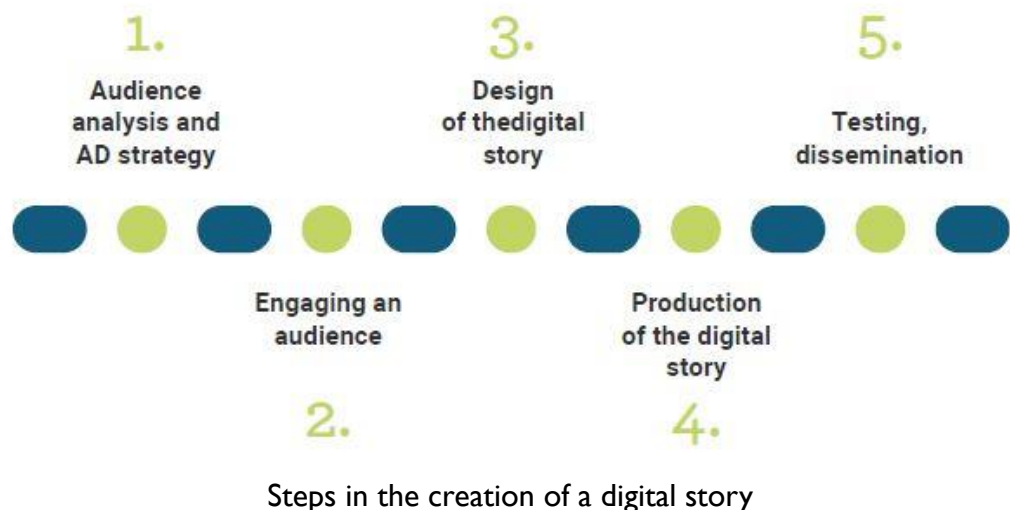 1.
Audience
analysis and
AD strategy
Engaging an
audience
2.
3.
Design
of thedigital
story
Production
of the digital
story
4.
5.
Testing,
dissemination
Steps in the creation of a digital story